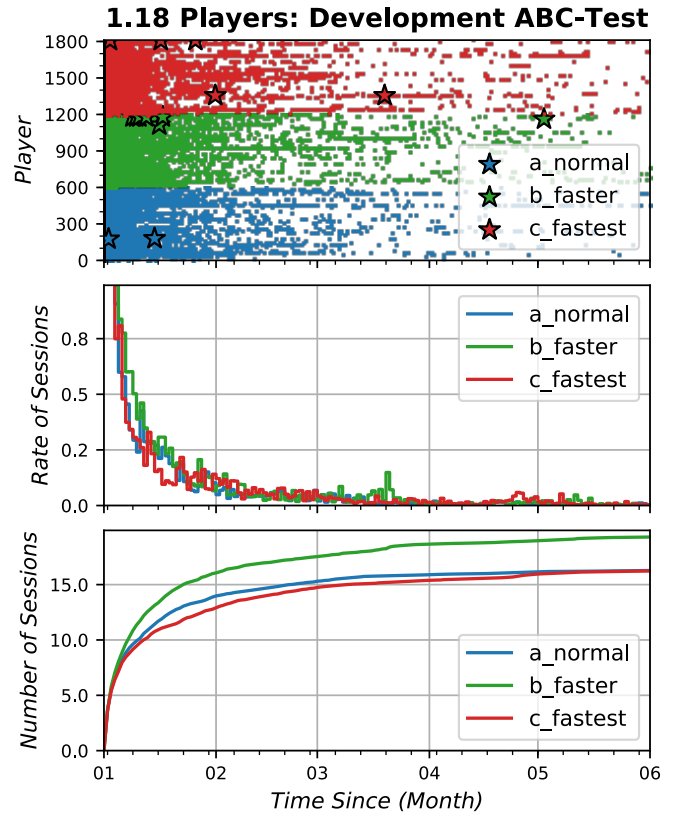 1.18 Players: Development ABC-Test
Player
1800
1500
1200
900
600
300
0
a_normal
b_faster
c_fastest
Rate of Sessions
0.8
0.5
0.2
0.0
a_normal
b_faster
c_fastest
Number of Sessions
15.0
10.0
5.0
0.0
a_normal
b_faster
c_fastest
01 02 03 04 05 06
Time Since (Month)